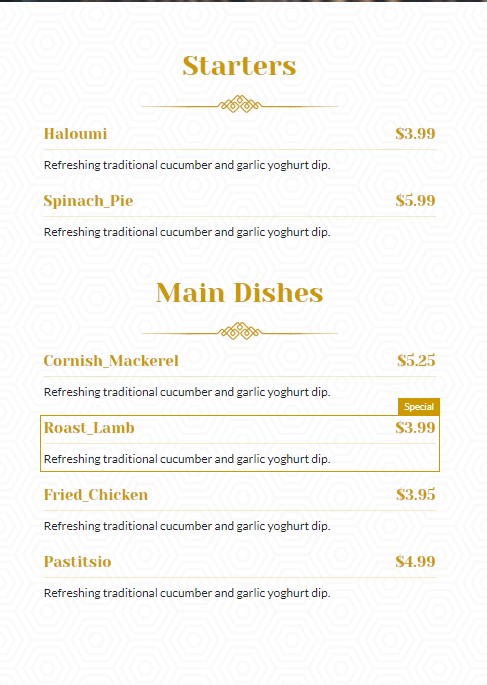 Starters
Haloumi $3.99
Refreshing traditional cucumber and garlic yoghurt dip.
Spinach_Pie $5.99
Refreshing traditional cucumber and garlic yoghurt dip.
Main Dishes
Cornish_Mackerel $5.25
Refreshing traditional cucumber and garlic yoghurt dip.
Special
Roast_Lamb $3.99
Refreshing traditional cucumber and garlic yoghurt dip.
Fried_Chicken $3.95
Refreshing traditional cucumber and garlic yoghurt dip.
Pastitsio $4.99
Refreshing traditional cucumber and garlic yoghurt dip.